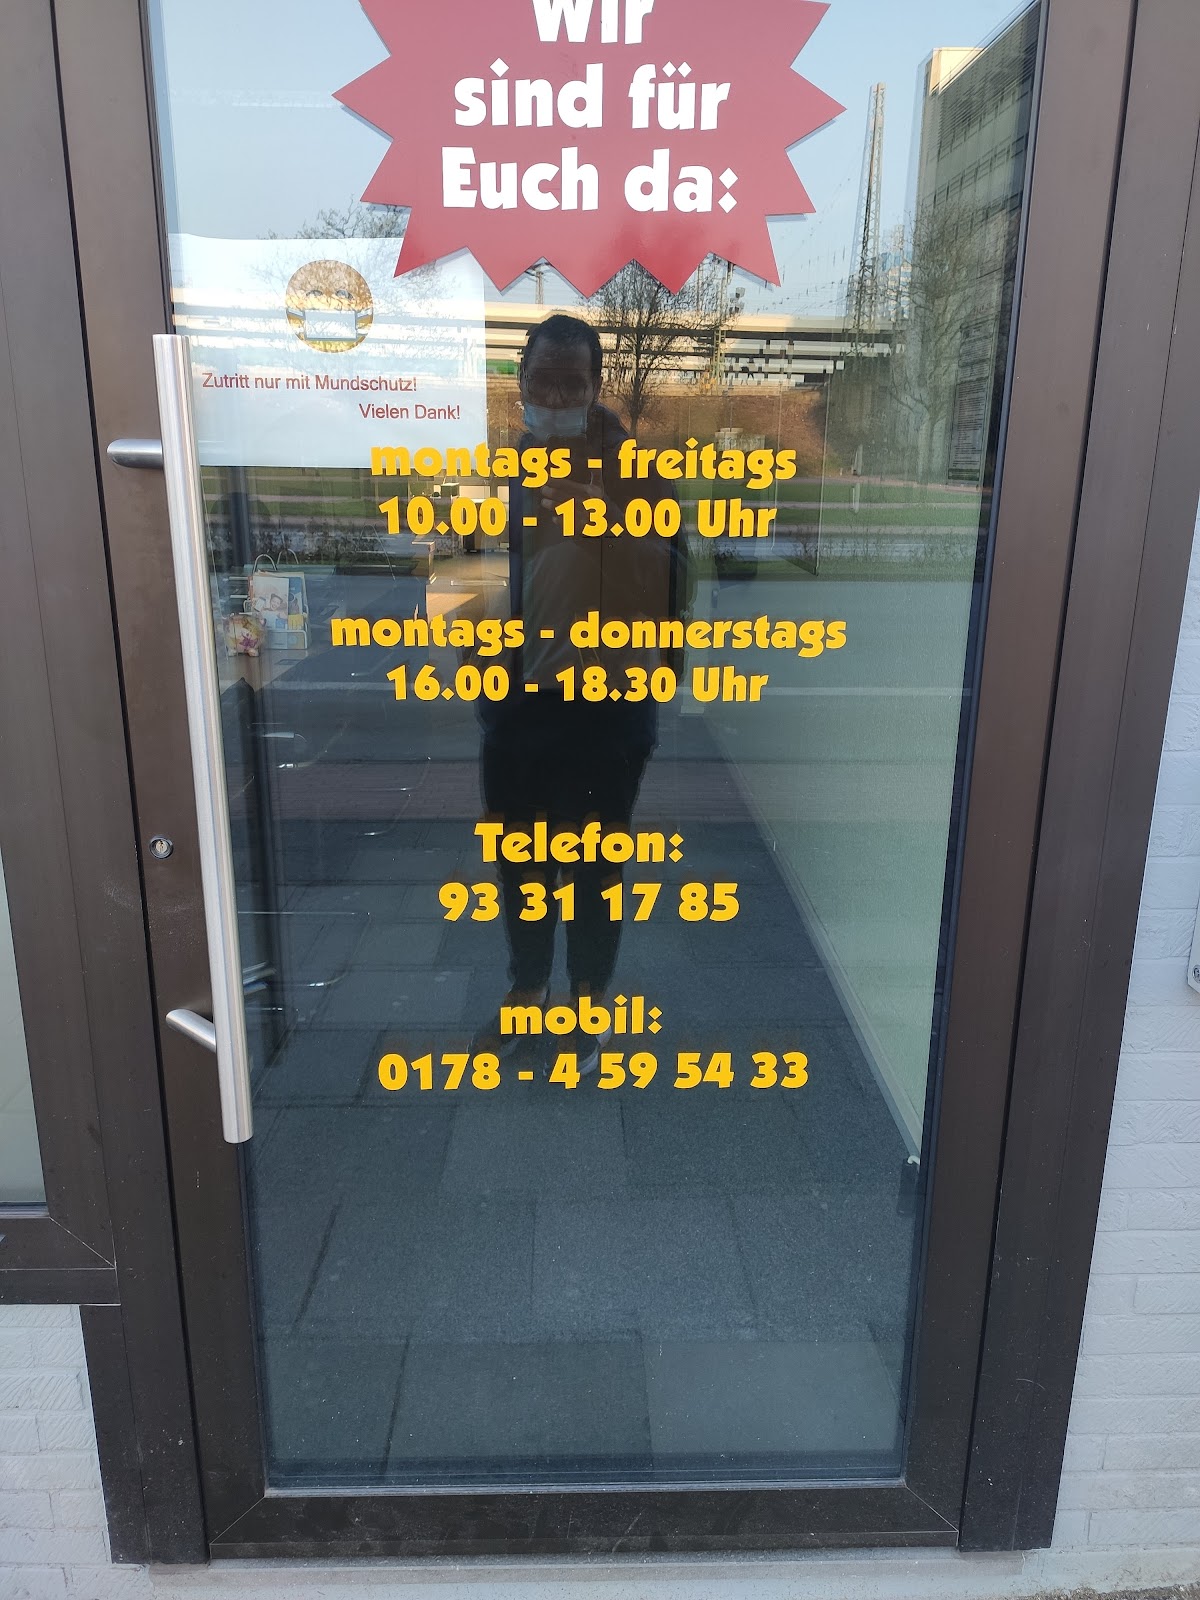 Wir
sind für
Euch da:
Zutritt nur mit Mundschutz!
Vielen Dank!
montags - freitags
10.00 - 13.00 Uhr
montags - donnerstags
16.00 - 18.30 Uhr
Telefon:
93 31 17 85
mobil:
0178 - 4 59 54 33